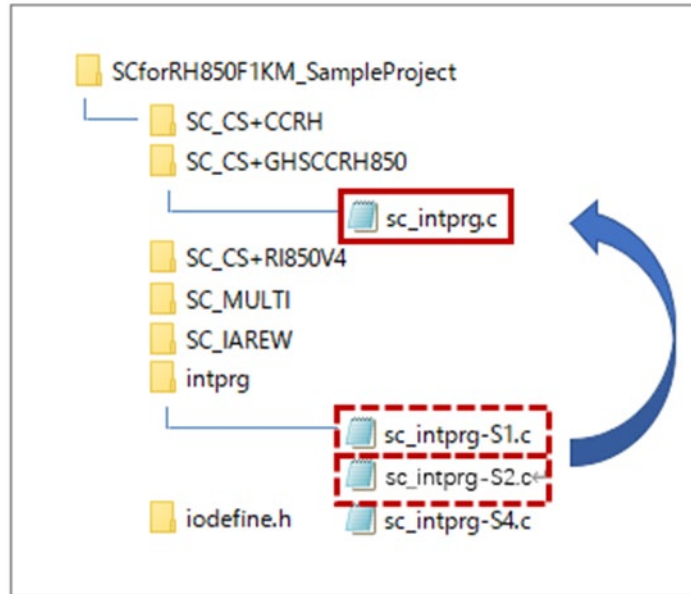 SCforRH850F1KM_SampleProject
SC_CS+CCRH
SC_CS+GHSCCRH850
sc_intprg.c
SC_CS+RI850V4
SC_MULTI
SC_IAREW
intprg
sc_intprg-S1.c
sc_intprg-S2.c↵
iodefine.h sc_intprg-S4.c